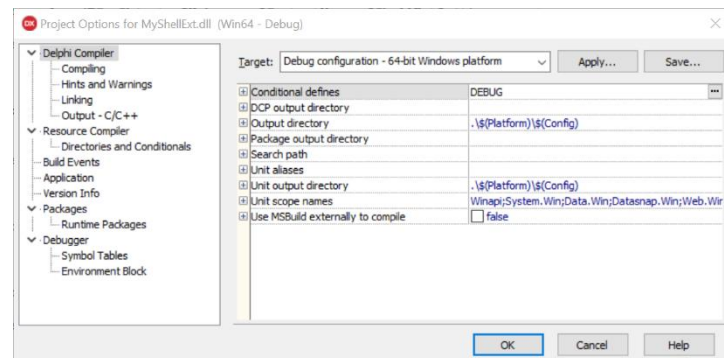 DX Project Options for MyShellExt.dll (Win64 - Debug)
Delphi Compiler
Compiling
Hints and Warnings
Linking
Output - C/C++
Resource Compiler
Directories and Conditionals
Build Events
Application
Version Info
Packages
Runtime Packages
Debugger
Symbol Tables
Environment Block
Target: Debug configuration - 64-bit Windows platform Apply... Save...
Conditional defines DEBUG ...
DCP output directory
Output directory .\$(Platform)\$(Config)
Package output directory
Search path
Unit aliases
Unit output directory .\$(Platform)\$(Config)
Unit scope names Winapi;System.Win;Data.Win;Datasnap.Win;Web.Wir
Use MSBuild externally to compile false
OK Cancel Help